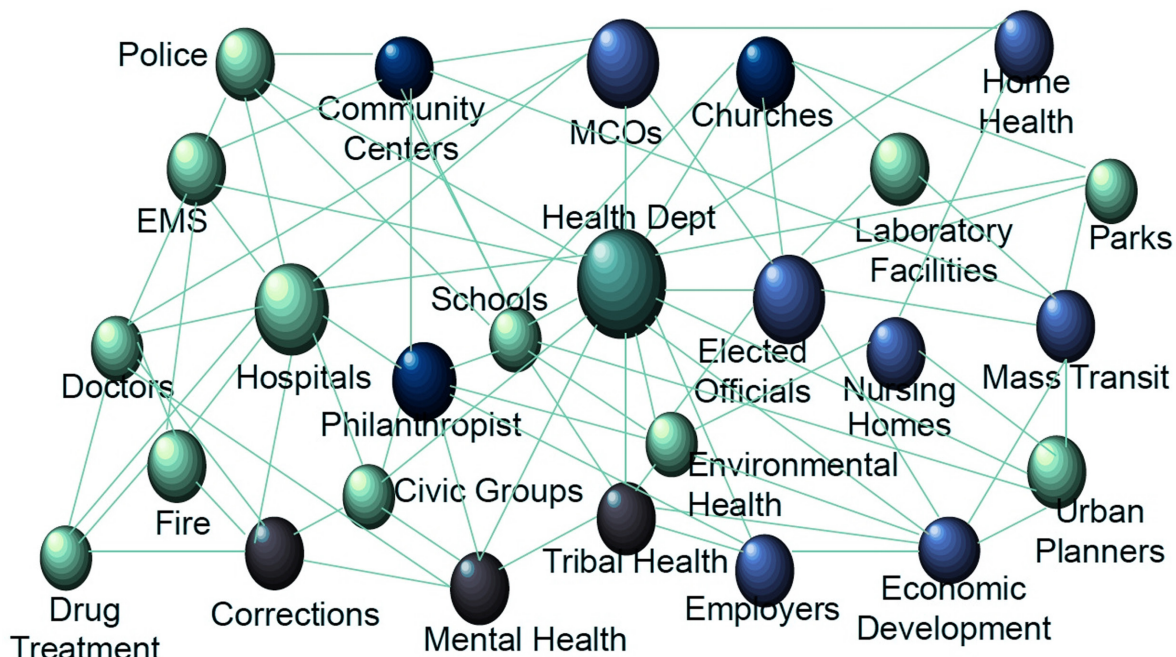 Police
Community
Centers
MCOs
Churches
Home
Health
EMS
Health Dept
Laboratory
Facilities
Parks
Schools
Doctors
Hospitals
Philanthropist
Elected
Officials
Nursing
Homes
Mass Transit
Fire
Civic Groups
Environmental
Health
Urban
Planners
Drug
Treatment
Corrections
Mental Health
Tribal Health
Employers
Economic
Development